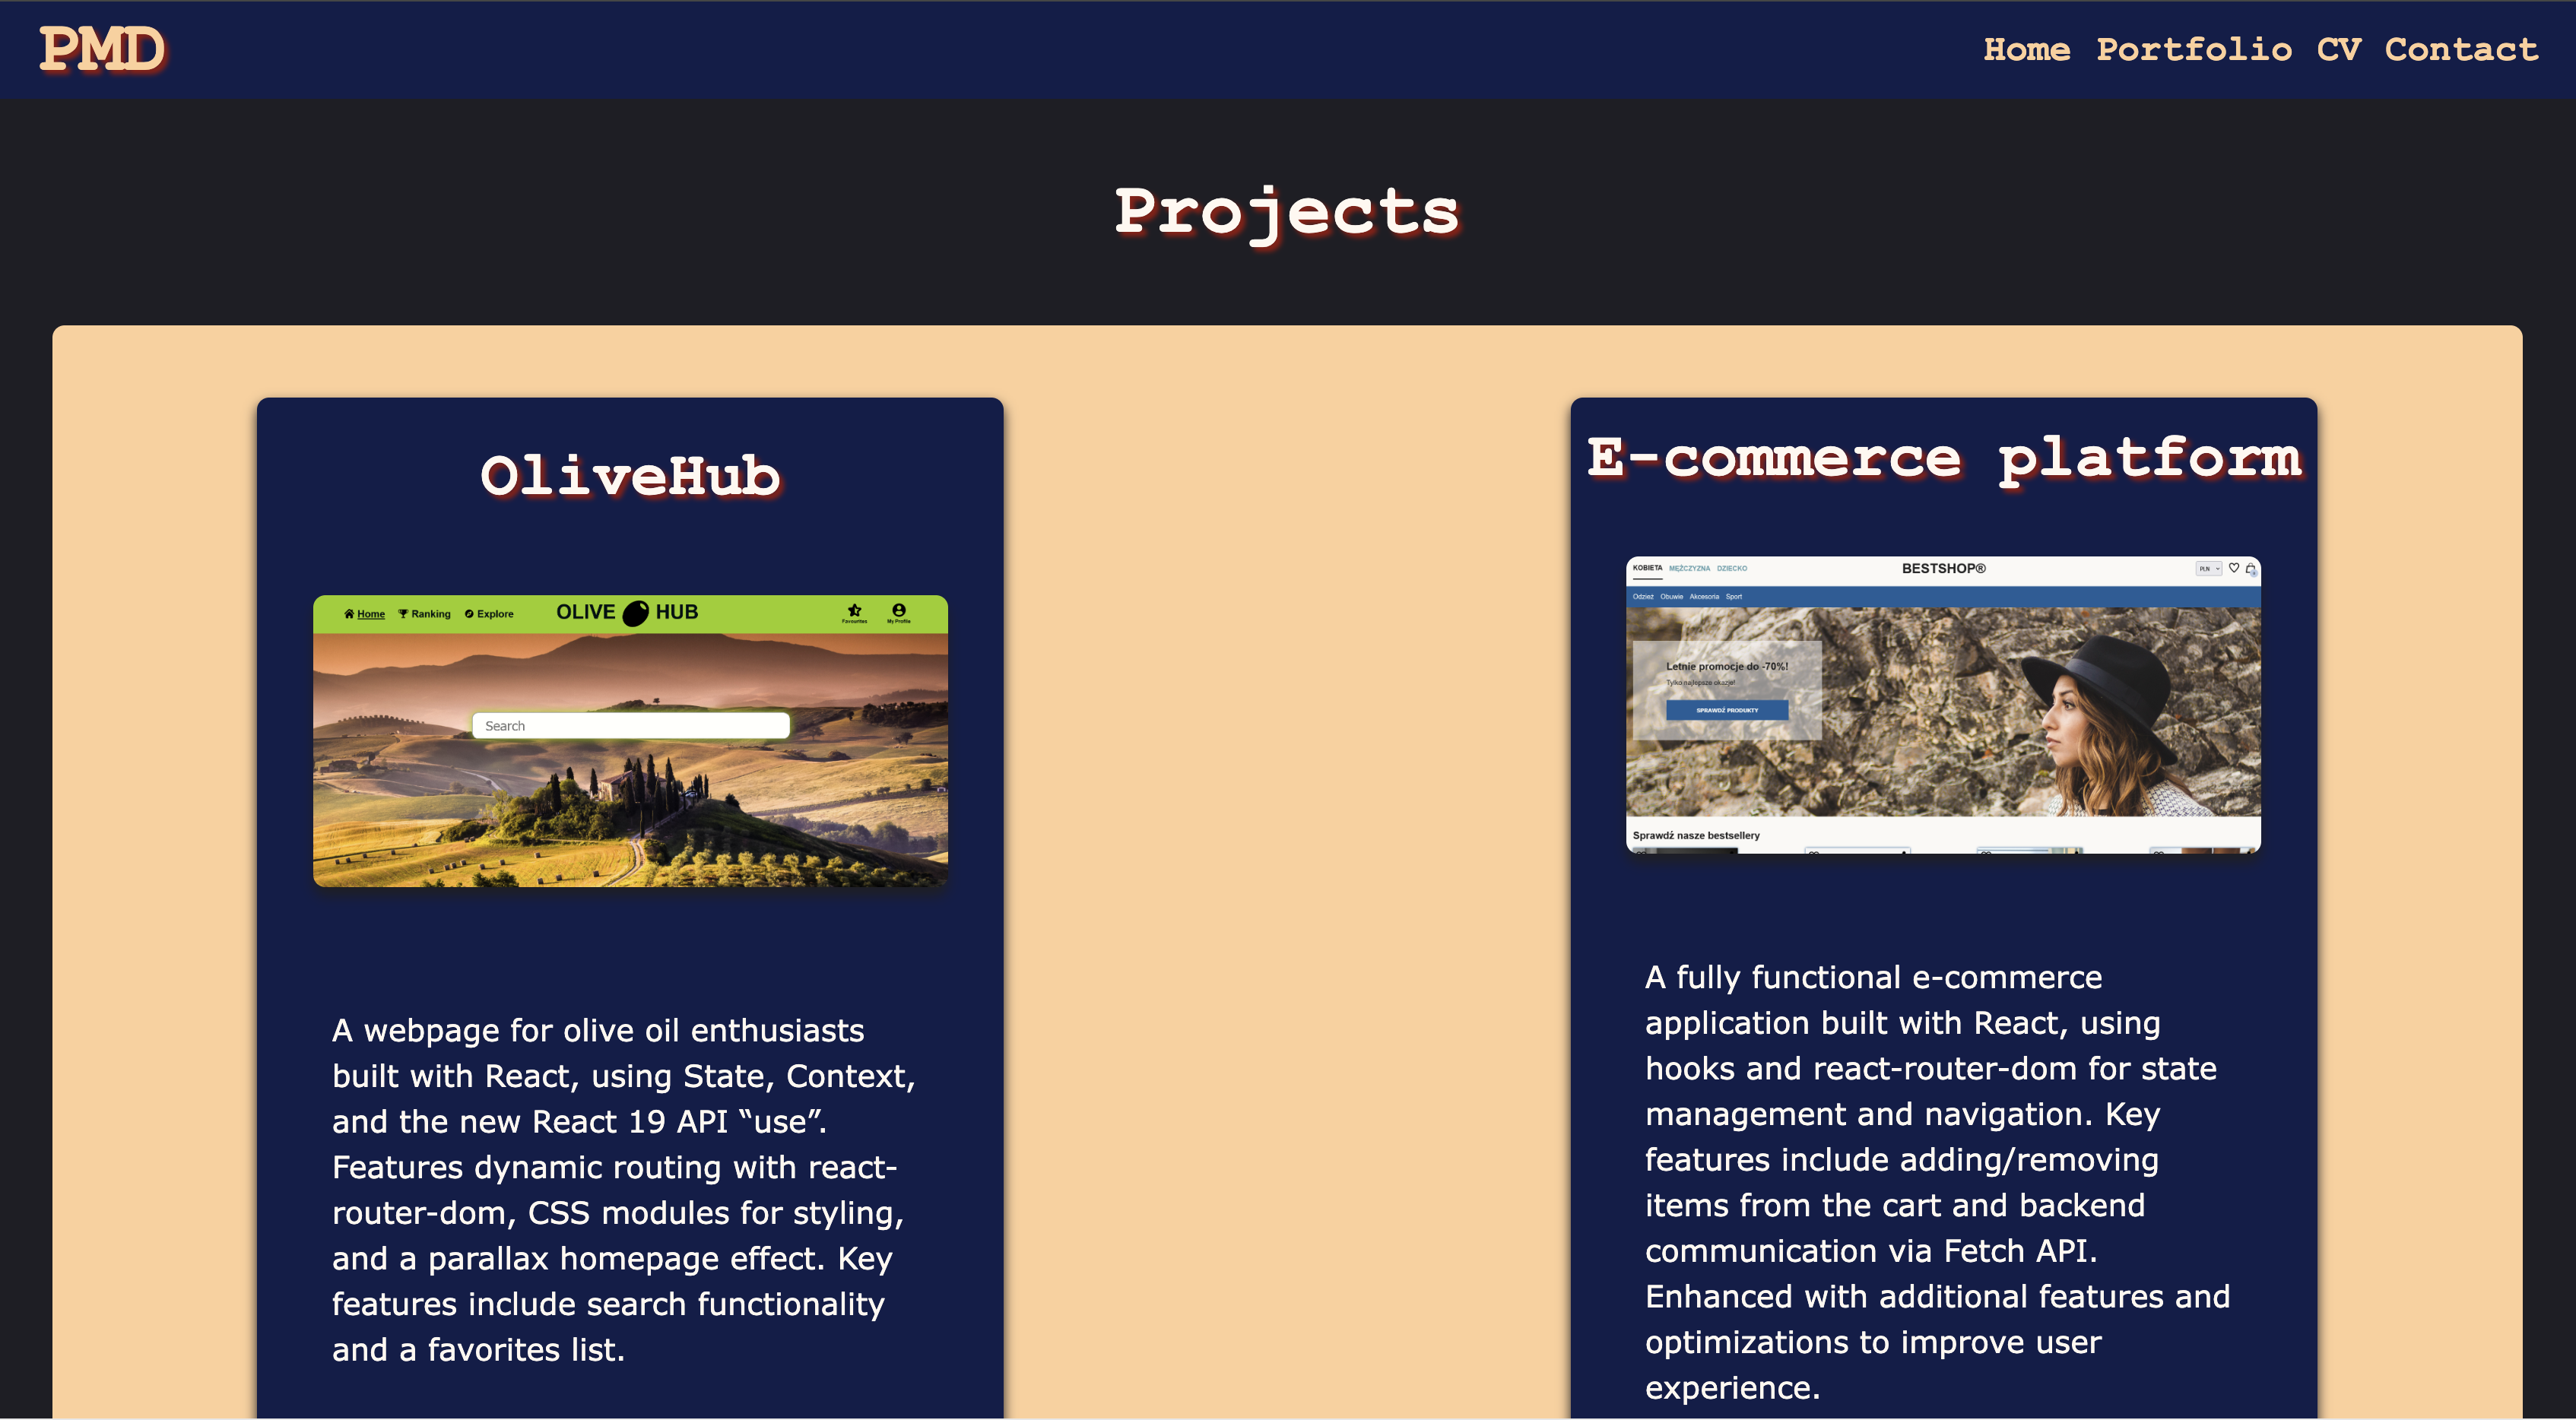 PMD
Home Portfolio CV Contact
Projects
OliveHub
Home Ranking Explore OLIVE HUB Favourites My Profile
Search
A webpage for olive oil enthusiasts
built with React, using State, Context,
and the new React 19 API “use”.
Features dynamic routing with react-
router-dom, CSS modules for styling,
and a parallax homepage effect. Key
features include search functionality
and a favorites list.
E-commerce platform
KOBIETA MĘŻCZYZNA DZIECKO BESTSHOP® PLN
Odzież Obuwie Akcesoria Sport
Letnie promocje do -70%!
Tylko najlepsze okazje!
SPRAWDŹ PRODUKTY
Sprawdź nasze bestsellery
A fully functional e-commerce
application built with React, using
hooks and react-router-dom for state
management and navigation. Key
features include adding/removing
items from the cart and backend
communication via Fetch API.
Enhanced with additional features and
optimizations to improve user
experience.